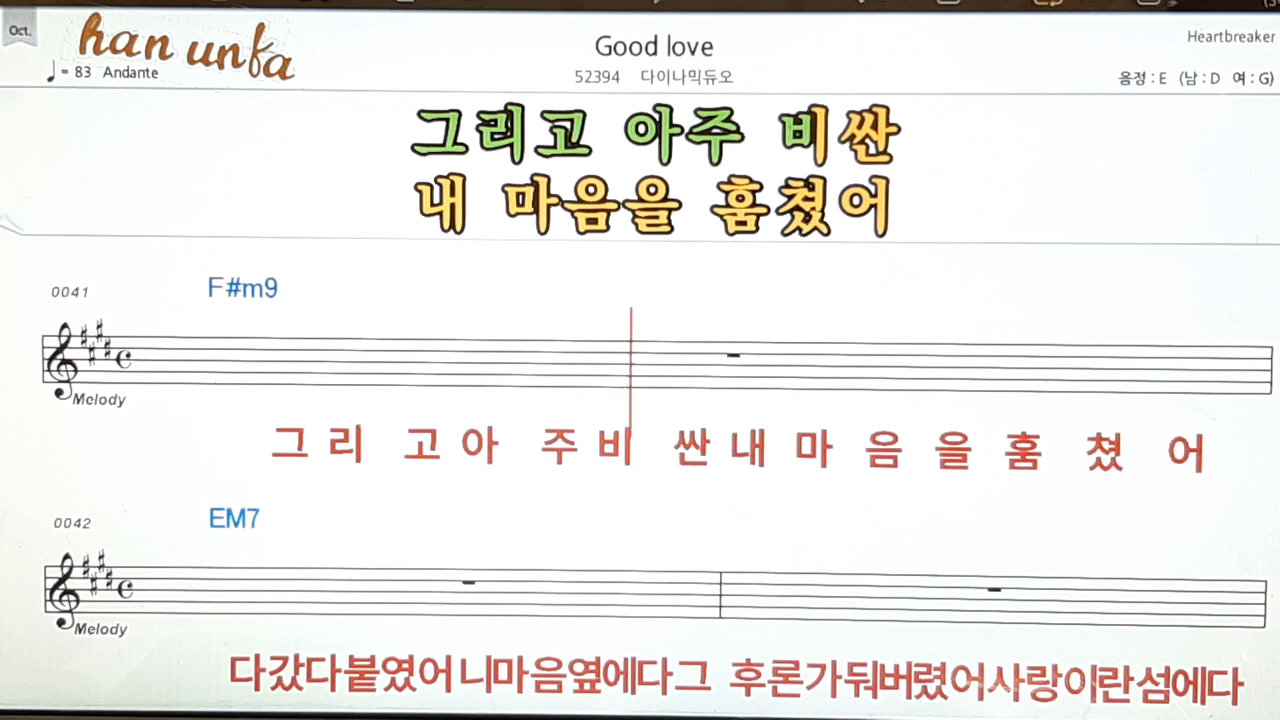 Oct.
han unfa
Good love
Heartbreaker
♩= 83 Andante
52394 다이나믹듀오
음정 : E (남 : D 여 : G)
그리고 아주 비싼
내 마음을 훔쳤어
0041
F#m9
Melody
그 리 고 아 주 비 싼 내 마 음 을 훔 쳤 어
0042
EM7
Melody
다갔다붙였어니마음옆에다그 후론가둬버렸어사랑이란섬에다